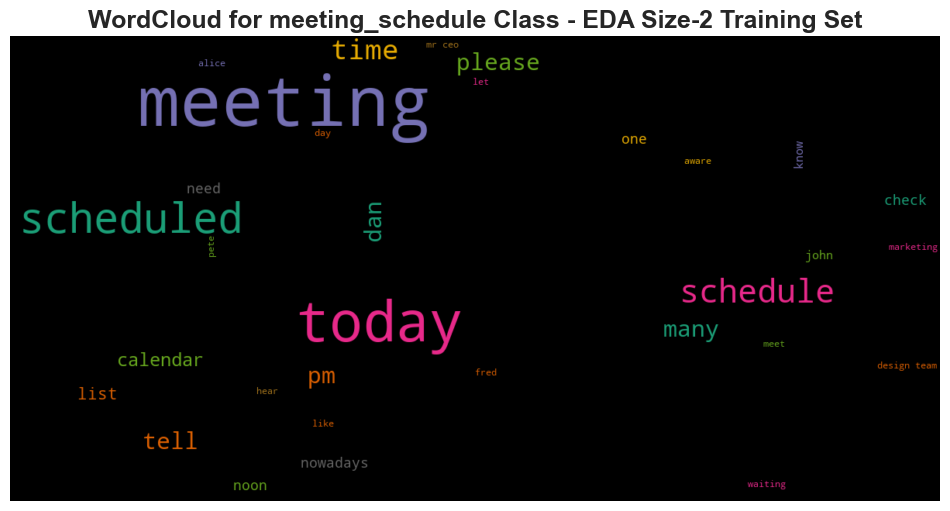 WordCloud for meeting_schedule Class - EDA Size-2 Training Set
time
mr ceo
please
alice
let
meeting
day
one
aware
know
need
check
scheduled
dan
pete
marketing
john
schedule
today
many
meet
calendar
design team
pm
fred
list
hear
like
tell
nowadays
noon
waiting